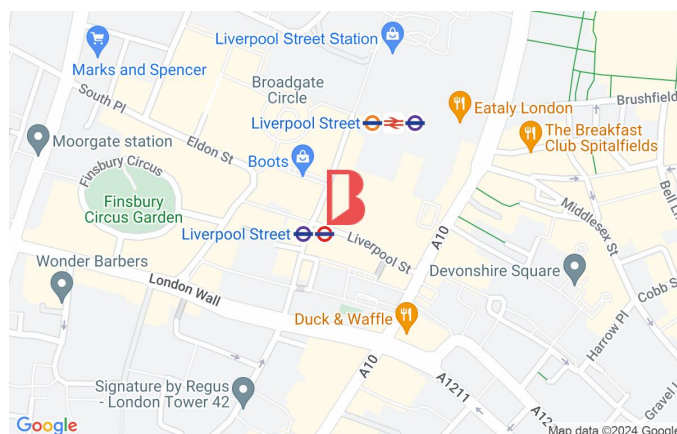 Liverpool Street Station
Marks and Spencer
Broadgate
Circle
South Pl
Eldon St
Liverpool Street
Eataly London
Brushfield
The Breakfast
Club Spitalfields
Moorgate station
Finsbury Circus
Boots
Bell L
Finsbury
Circus Garden
B
Middlesex St
Liverpool Street
Liverpool St
A10
Wonder Barbers
London Wall
Devonshire Square
Cobb S
Duck & Waffle
Harrow Pl
A10
A1211
Signature by Regus
- London Tower 42
A12
Gravel L
Google
Map data ©2024 Google